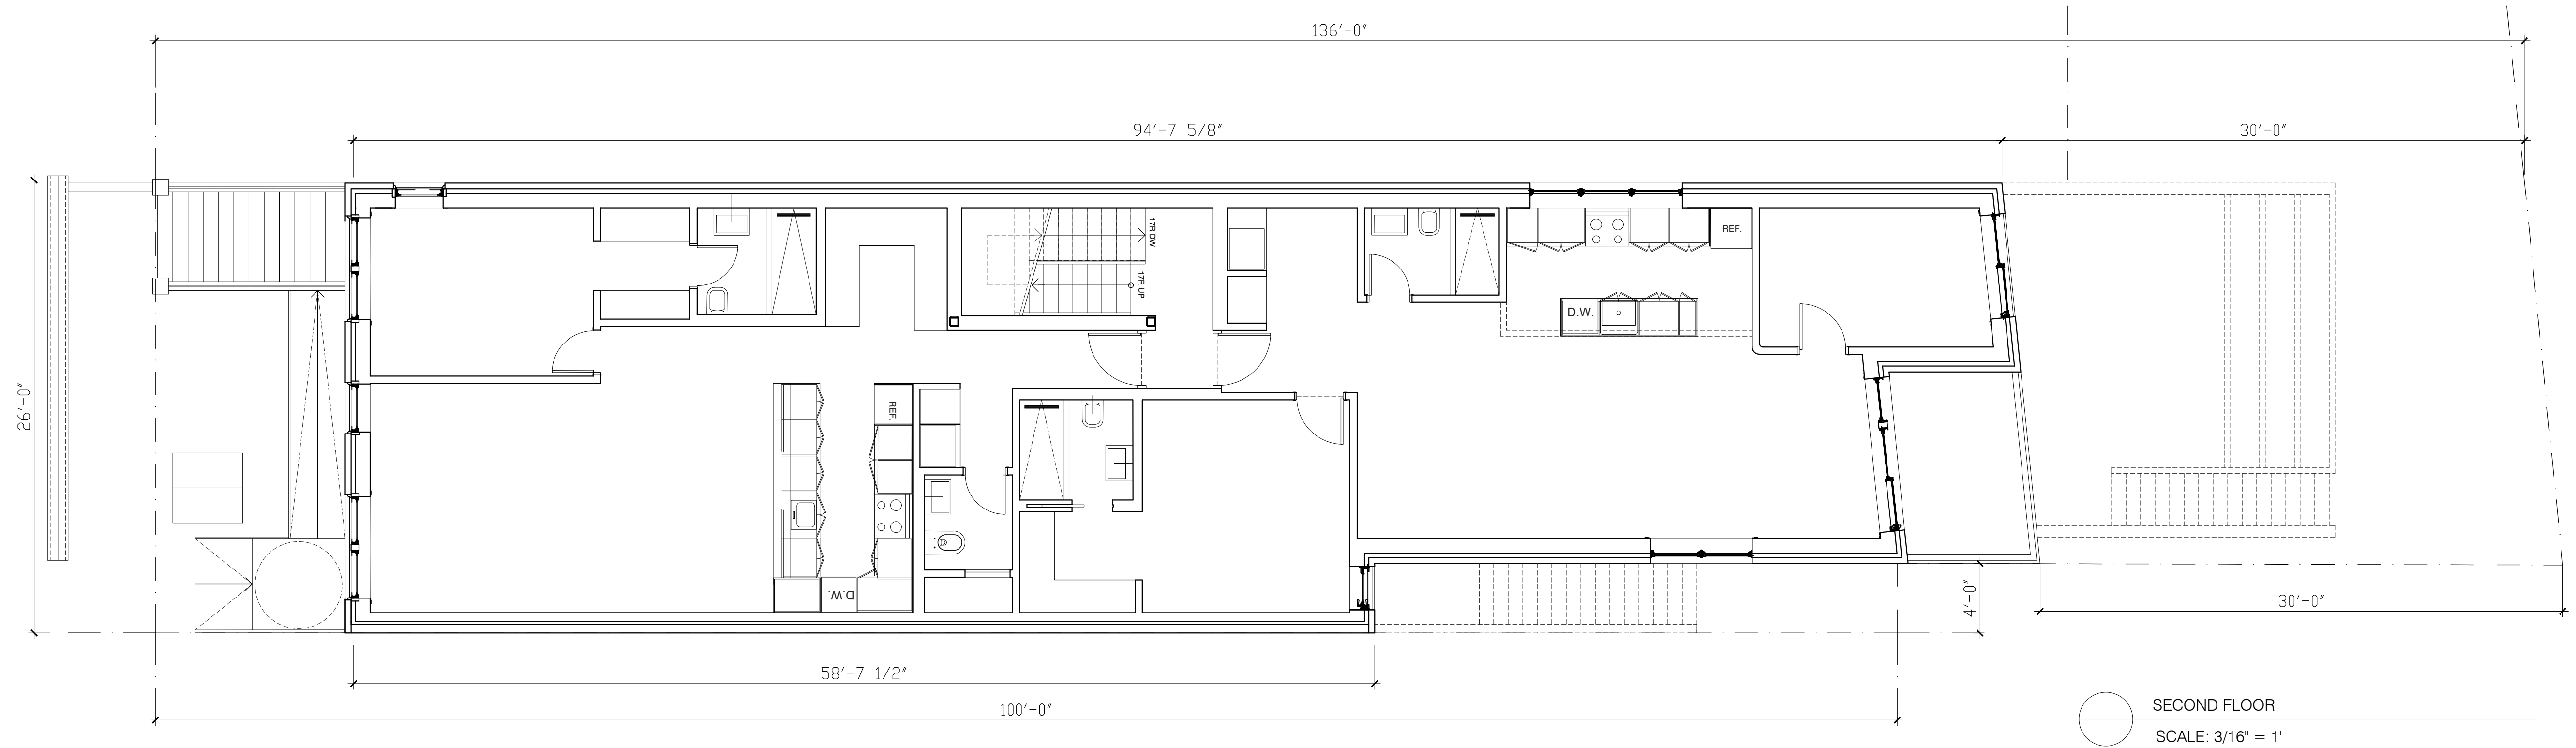 136'-0"
94'-7 5/8"
30'-0"
17R DW
REF.
17R UP
D.W.
26'-0"
REF.
D.W.
4'-0"
30'-0"
58'-7 1/2"
100'-0"
SECOND FLOOR
SCALE: 3/16" = 1'